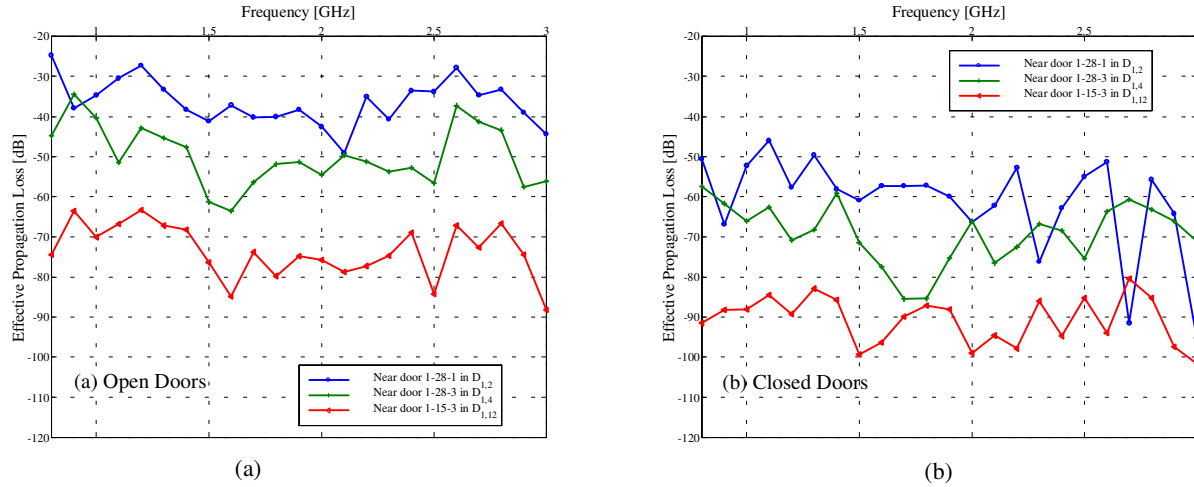 Frequency [GHz]
1
1.5
2
2.5
3
-20
-30
-40
-50
-60
-70
-80
-90
-100
-110
-120
Effective Propagation Loss [dB]
(a) Open Doors
Near door 1-28-1 in D1,2
Near door 1-28-3 in D1,4
Near door 1-15-3 in D1,12
(a)
Frequency [GHz]
1
1.5
2
2.5
-20
-30
-40
-50
-60
-70
-80
-90
-100
-110
-120
Effective Propagation Loss [dB]
Near door 1-28-1 in D1,2
Near door 1-28-3 in D1,4
Near door 1-15-3 in D1,12
(b) Closed Doors
(b)